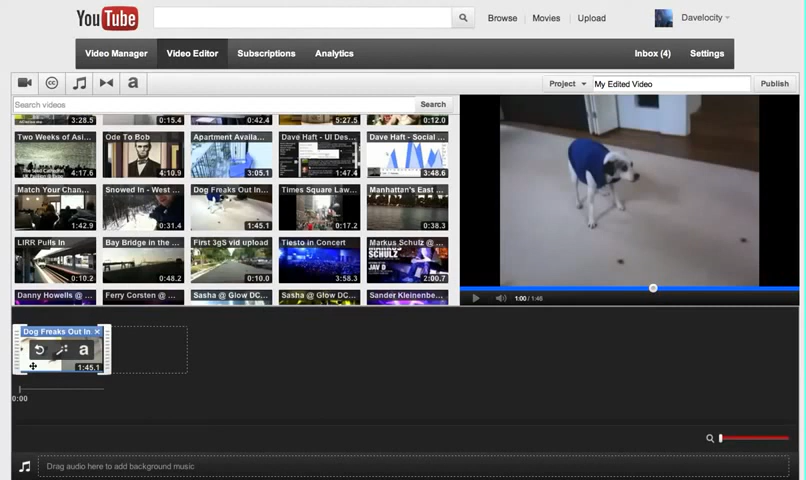 YouTube
Browse Movies Upload Davelocity
Video Manager Video Editor Subscriptions Analytics Inbox (4) Settings
a Project My Edited Video Publish
Search videos Search
3:28.5 0:15.4 0:42.4 5:27.5 0:12.0
Two Weeks of Asi... Ode To Bob Apartment Availa... Dave Haft - UI Des... Dave Haft - Social ...
4:17.6 4:10.9 3:05.1 1:47.4 3:48.6
Match Your Chan... Snowed In - West ... Dog Freaks Out In... Times Square Law... Manhattan's East ...
1:42.9 0:31.4 1:45.1 0:17.2 0:38.3
LIRR Pulls In Bay Bridge in the ... First 3gS vid upload Tiesto in Concert Markus Schulz @ ...
MARKUS
SCHULZ
JAY D
0:10.2 0:48.2 0:10.0 3:58.3 2:00.7
Danny Howells @ ... Ferry Corsten @ ... Sasha @ Glow DC... Sasha @ Glow DC... Sander Kleinenbe...
1:00 / 1:46
Dog Freaks Out In
a
1:45.1
0:00
Drag audio here to add background music